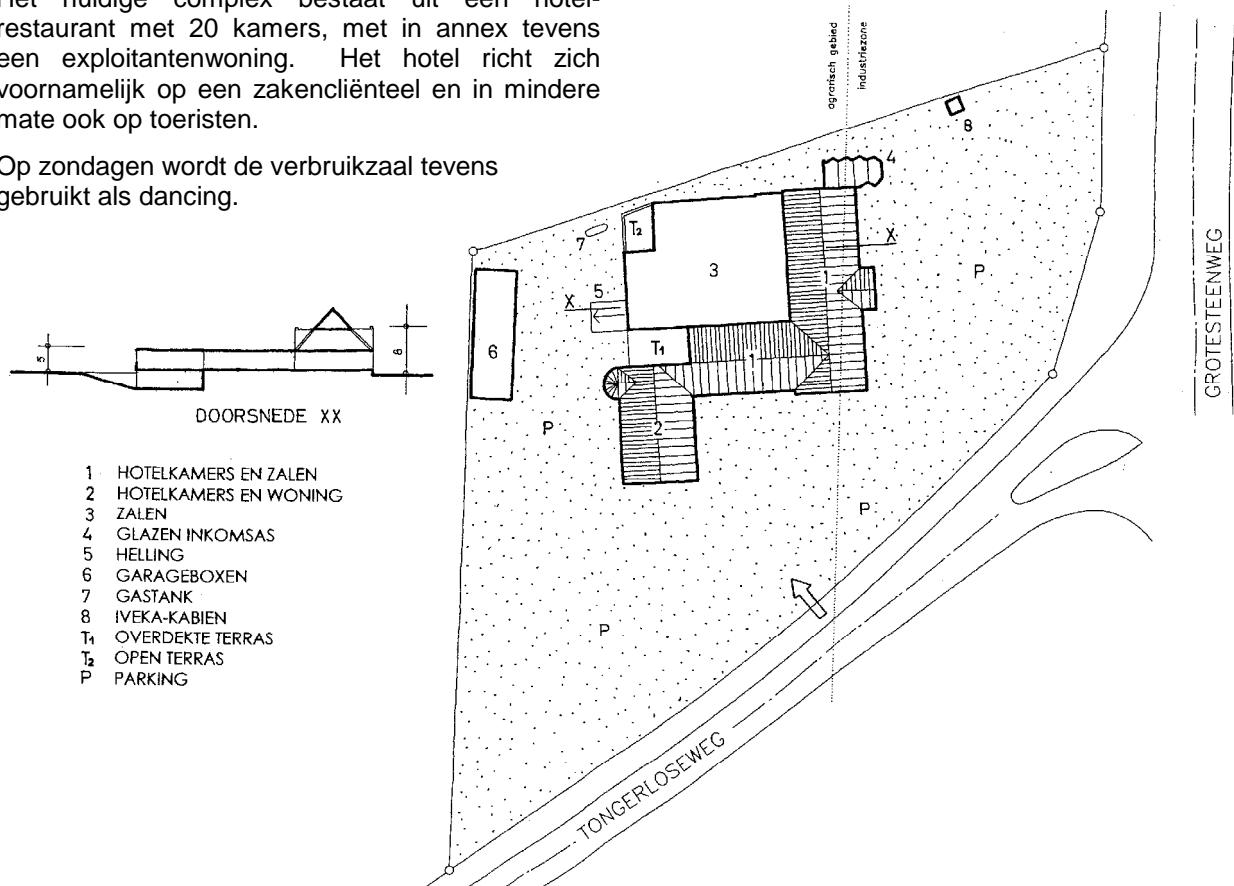 Het huidige complex bestaat uit een hotel-
restaurant met 20 kamers, met in annex tevens
een exploitantenwoning. Het hotel richt zich
voornamelijk op een zakencliënteel en in mindere
mate ook op toeristen.
Op zondagen wordt de verbruikzaal tevens
gebruikt als dancing.
5
8
DOORSNEDE XX
1 HOTELKAMERS EN ZALEN
2 HOTELKAMERS EN WONING
3 ZALEN
4 GLAZEN INKOMSAS
5 HELLING
6 GARAGEBOXEN
7 GASTANK
8 IVEKA-KABIEN
T1 OVERDEKTE TERRAS
T2 OPEN TERRAS
P PARKING
agrarisch gebied
industriezone
8
4
7
T2
X
1
3
P
X
5
6
T1
1
P
2
P
P
GROTESTEENWEG
TONGERLOSEWEG